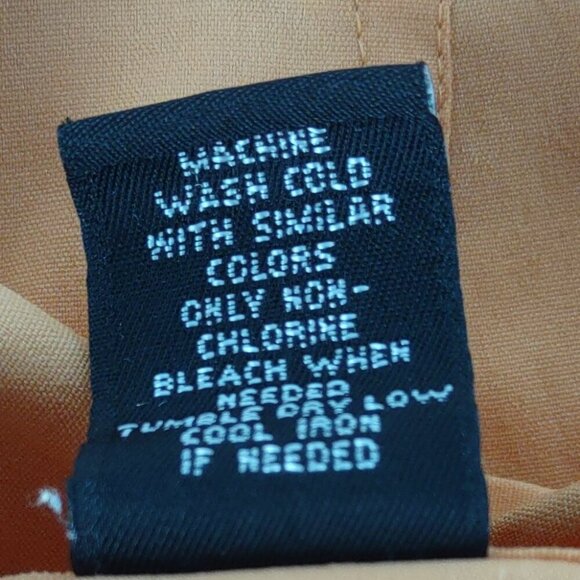 MACHINE
WASH COLD
WITH SIMILAR
COLORS
ONLY NON-
CHLORINE
BLEACH WHEN
NEEDED
TUMBLE DRY LOW
COOL IRON
IF NEEDED